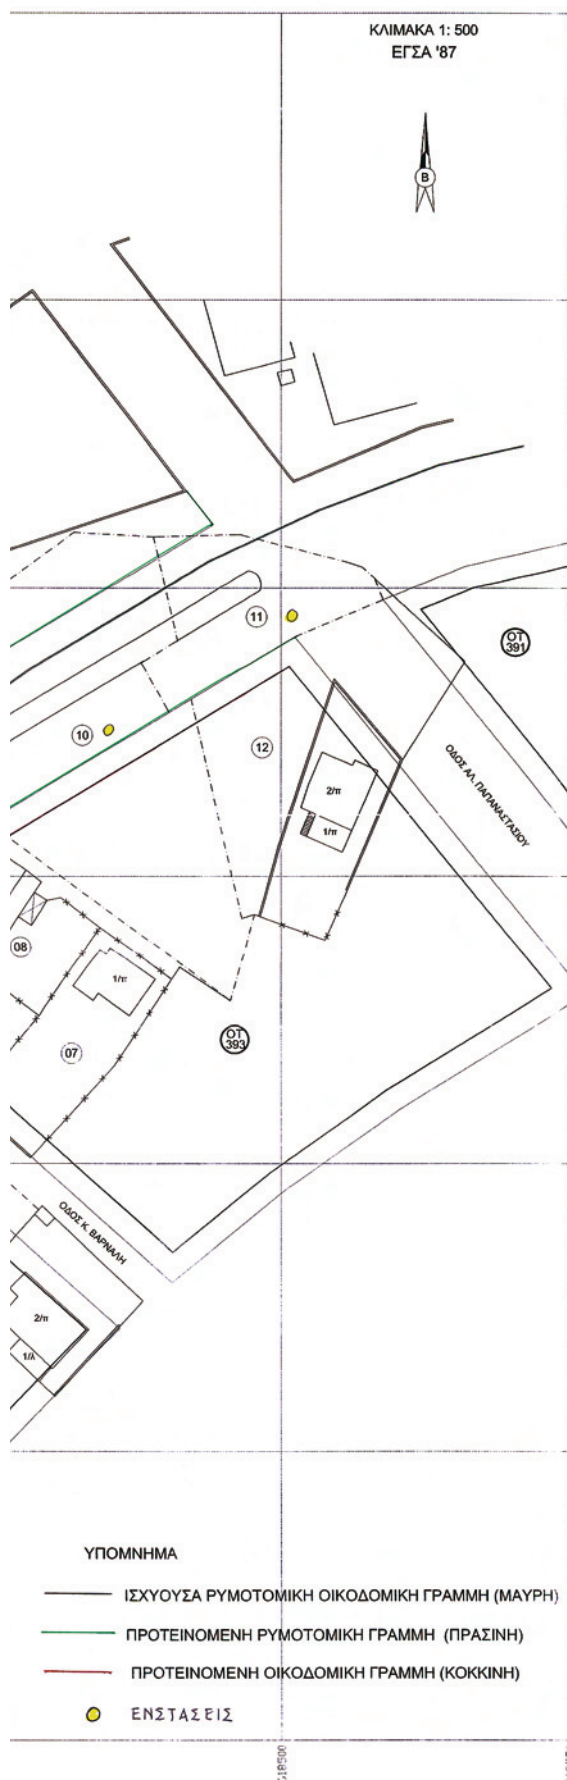 ΚΛΙΜΑΚΑ 1: 500
ΕΓΣΑ '87
Β
11
ΟΤ
391
10
12
ΟΔΟΣ ΑΛ. ΠΑΠΑΝΑΣΤΑΣΙΟΥ
2/π
1/π
08
1/π
ΟΤ
393
07
ΟΔΟΣ Κ. ΒΑΡΝΑΛΗ
2/π
1/λ
ΥΠΟΜΝΗΜΑ
ΙΣΧΥΟΥΣΑ ΡΥΜΟΤΟΜΙΚΗ ΟΙΚΟΔΟΜΙΚΗ ΓΡΑΜΜΗ (ΜΑΥΡΗ)
ΠΡΟΤΕΙΝΟΜΕΝΗ ΡΥΜΟΤΟΜΙΚΗ ΓΡΑΜΜΗ (ΠΡΑΣΙΝΗ)
ΠΡΟΤΕΙΝΟΜΕΝΗ ΟΙΚΟΔΟΜΙΚΗ ΓΡΑΜΜΗ (ΚΟΚΚΙΝΗ)
ΕΝΣΤΑΣΕΙΣ